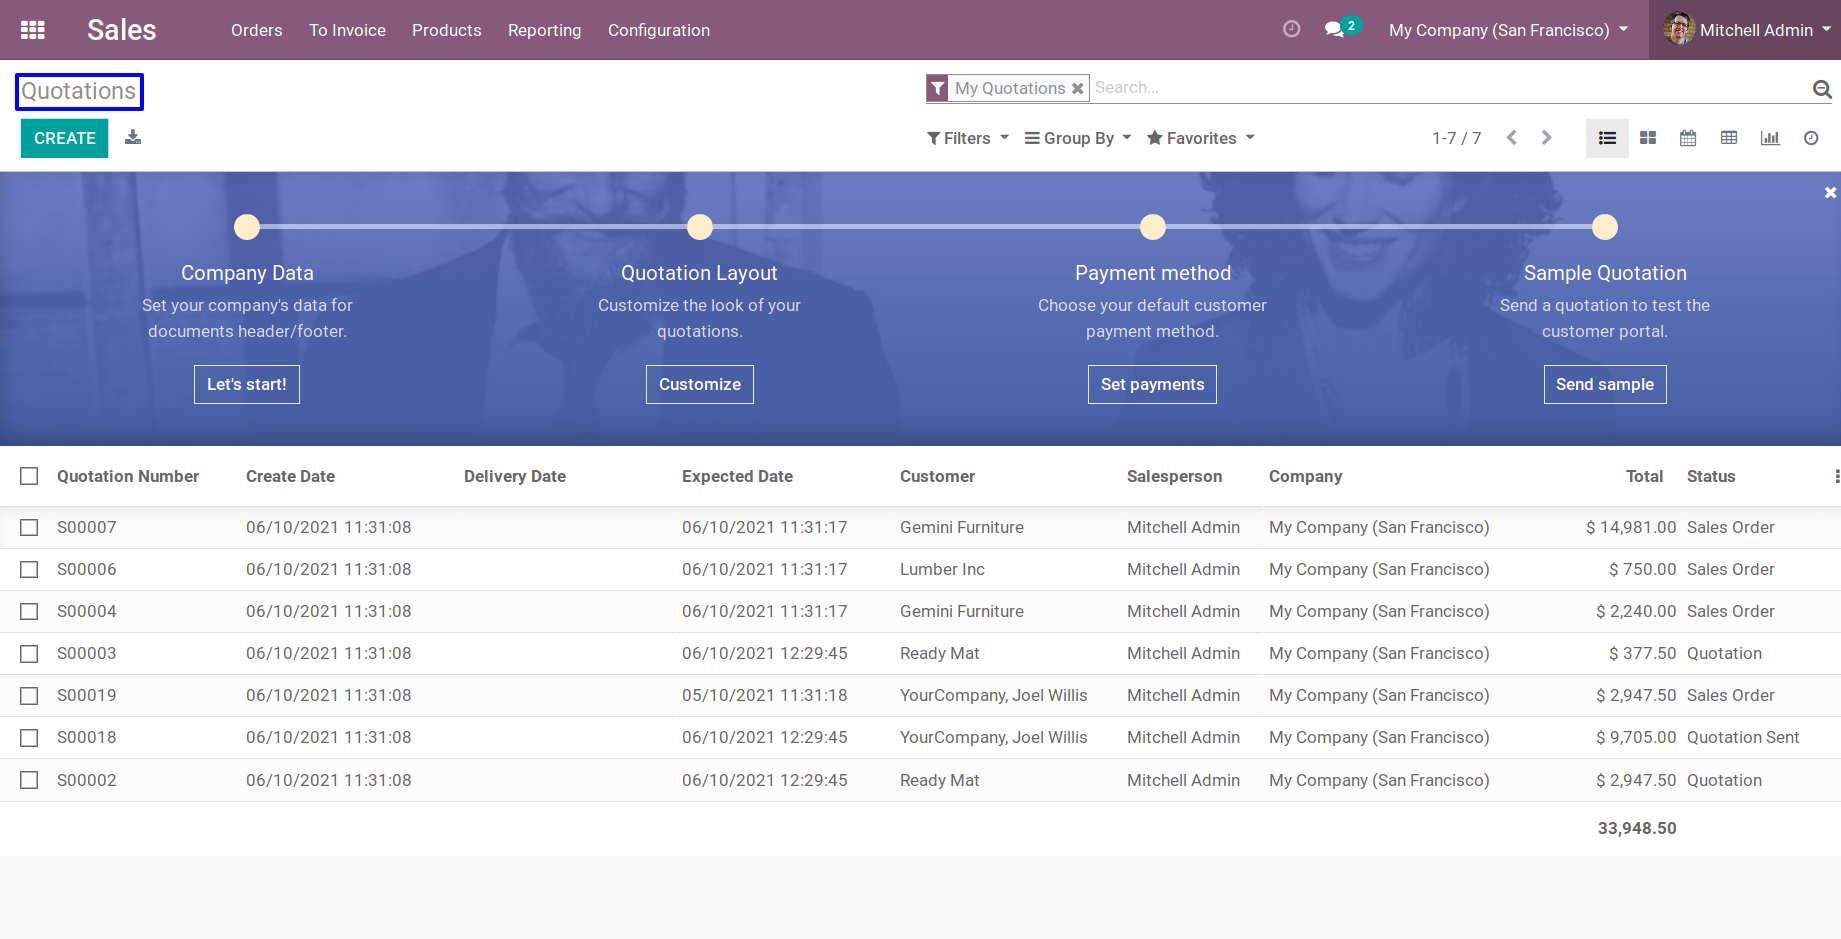 Sales Orders To Invoice Products Reporting Configuration 2 My Company (San Francisco) Mitchell Admin
Quotations
My Quotations Search...
CREATE
Filters Group By Favorites 1-7 / 7
Company Data
Set your company's data for
documents header/footer.
Let's start!
Quotation Layout
Customize the look of your
quotations.
Customize
Payment method
Choose your default customer
payment method.
Set payments
Sample Quotation
Send a quotation to test the
customer portal.
Send sample
Quotation Number Create Date Delivery Date Expected Date Customer Salesperson Company Total Status
S00007 06/10/2021 11:31:08 06/10/2021 11:31:17 Gemini Furniture Mitchell Admin My Company (San Francisco) $ 14,981.00 Sales Order
S00006 06/10/2021 11:31:08 06/10/2021 11:31:17 Lumber Inc Mitchell Admin My Company (San Francisco) $ 750.00 Sales Order
S00004 06/10/2021 11:31:08 06/10/2021 11:31:17 Gemini Furniture Mitchell Admin My Company (San Francisco) $ 2,240.00 Sales Order
S00003 06/10/2021 11:31:08 06/10/2021 12:29:45 Ready Mat Mitchell Admin My Company (San Francisco) $ 377.50 Quotation
S00019 06/10/2021 11:31:08 05/10/2021 11:31:18 YourCompany, Joel Willis Mitchell Admin My Company (San Francisco) $ 2,947.50 Sales Order
S00018 06/10/2021 11:31:08 06/10/2021 12:29:45 YourCompany, Joel Willis Mitchell Admin My Company (San Francisco) $ 9,705.00 Quotation Sent
S00002 06/10/2021 11:31:08 06/10/2021 12:29:45 Ready Mat Mitchell Admin My Company (San Francisco) $ 2,947.50 Quotation
33,948.50